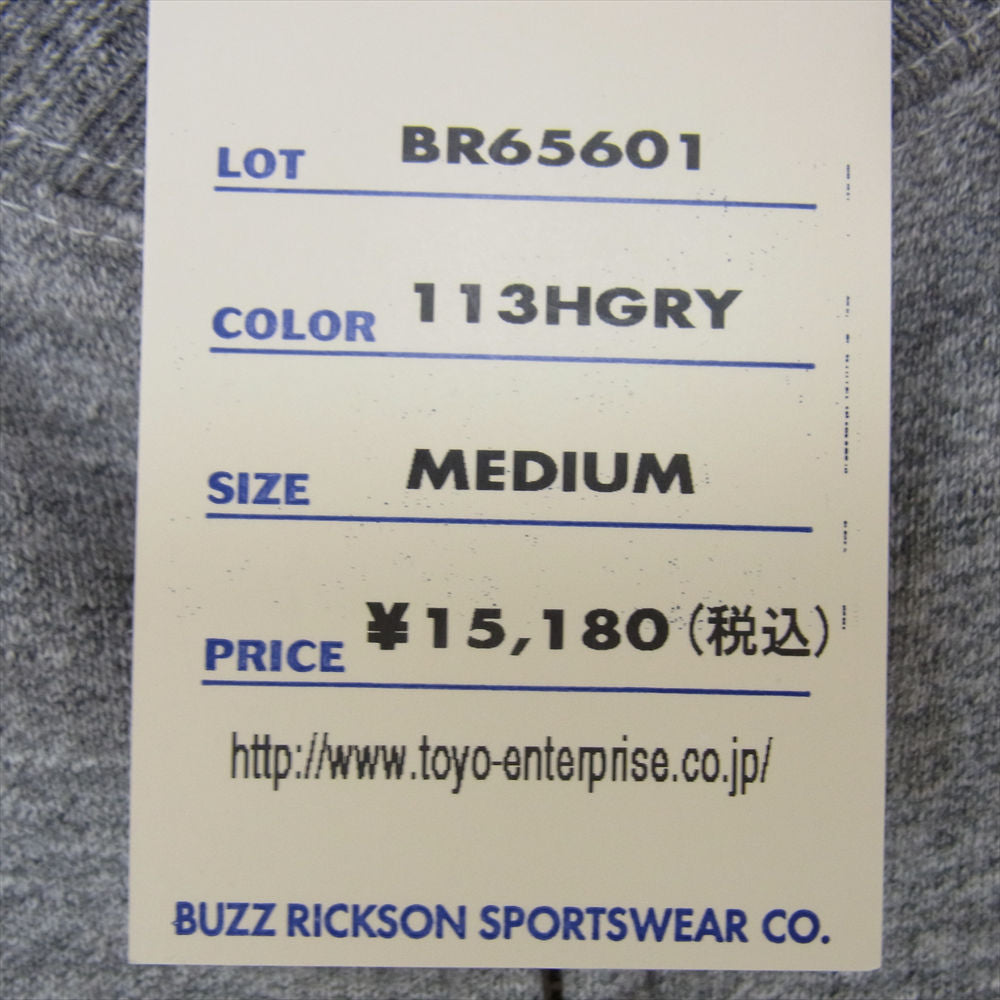 LOT BR65601
COLOR 113HGRY
SIZE MEDIUM
PRICE ¥15,180(税込)
http://www.toyo-enterprise.co.jp/
BUZZ RICKSON SPORTSWEAR CO.